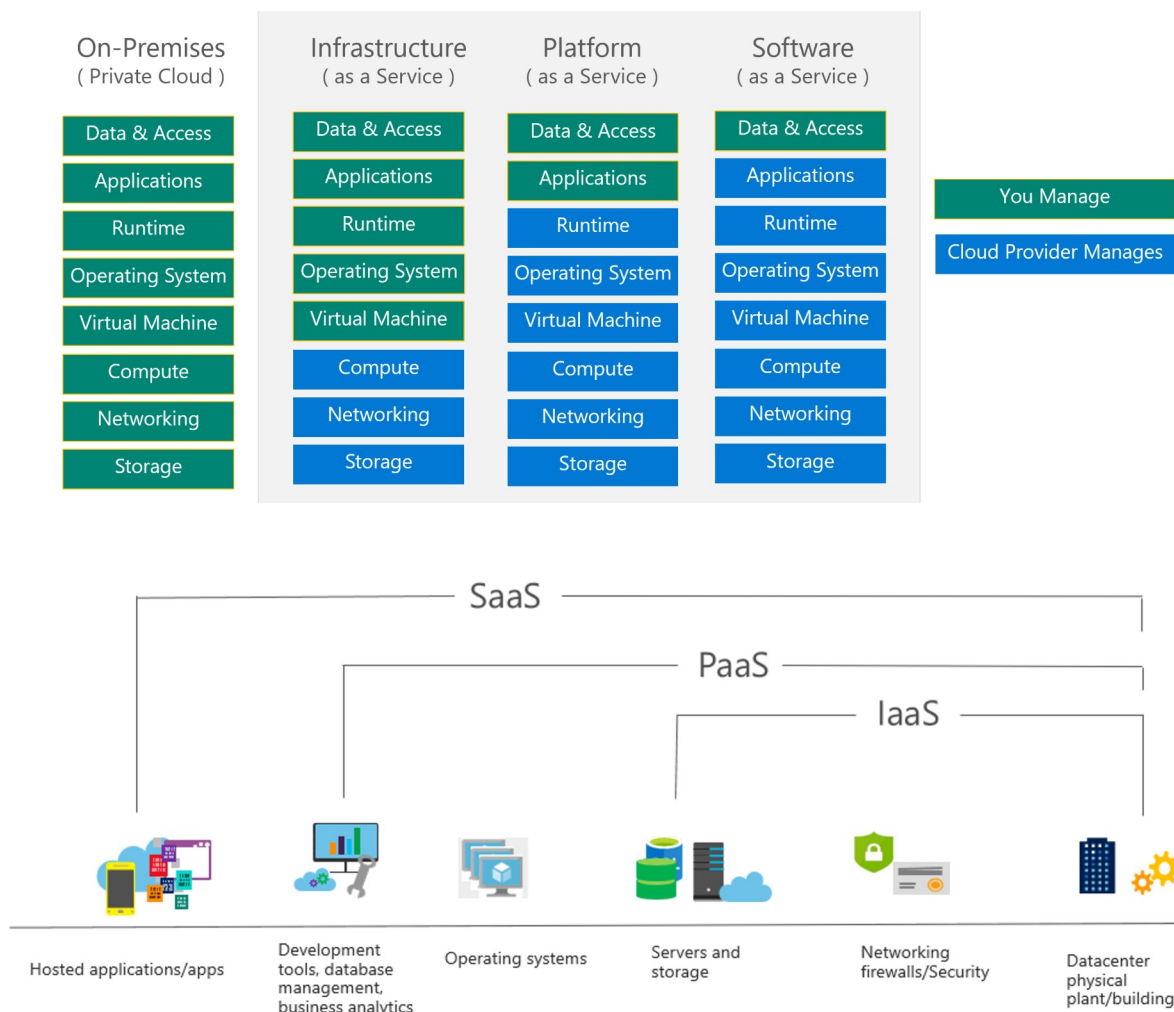 On-Premises
( Private Cloud )
Data & Access
Applications
Runtime
Operating System
Virtual Machine
Compute
Networking
Storage
Infrastructure
( as a Service )
Data & Access
Applications
Runtime
Operating System
Virtual Machine
Compute
Networking
Storage
Platform
( as a Service )
Data & Access
Applications
Runtime
Operating System
Virtual Machine
Compute
Networking
Storage
Software
( as a Service )
Data & Access
Applications
Runtime
Operating System
Virtual Machine
Compute
Networking
Storage
You Manage
Cloud Provider Manages
SaaS
PaaS
IaaS
Hosted applications/apps
Development
tools, database
management,
business analytics
Operating systems
Servers and
storage
Networking
firewalls/Security
Datacenter
physical
plant/building